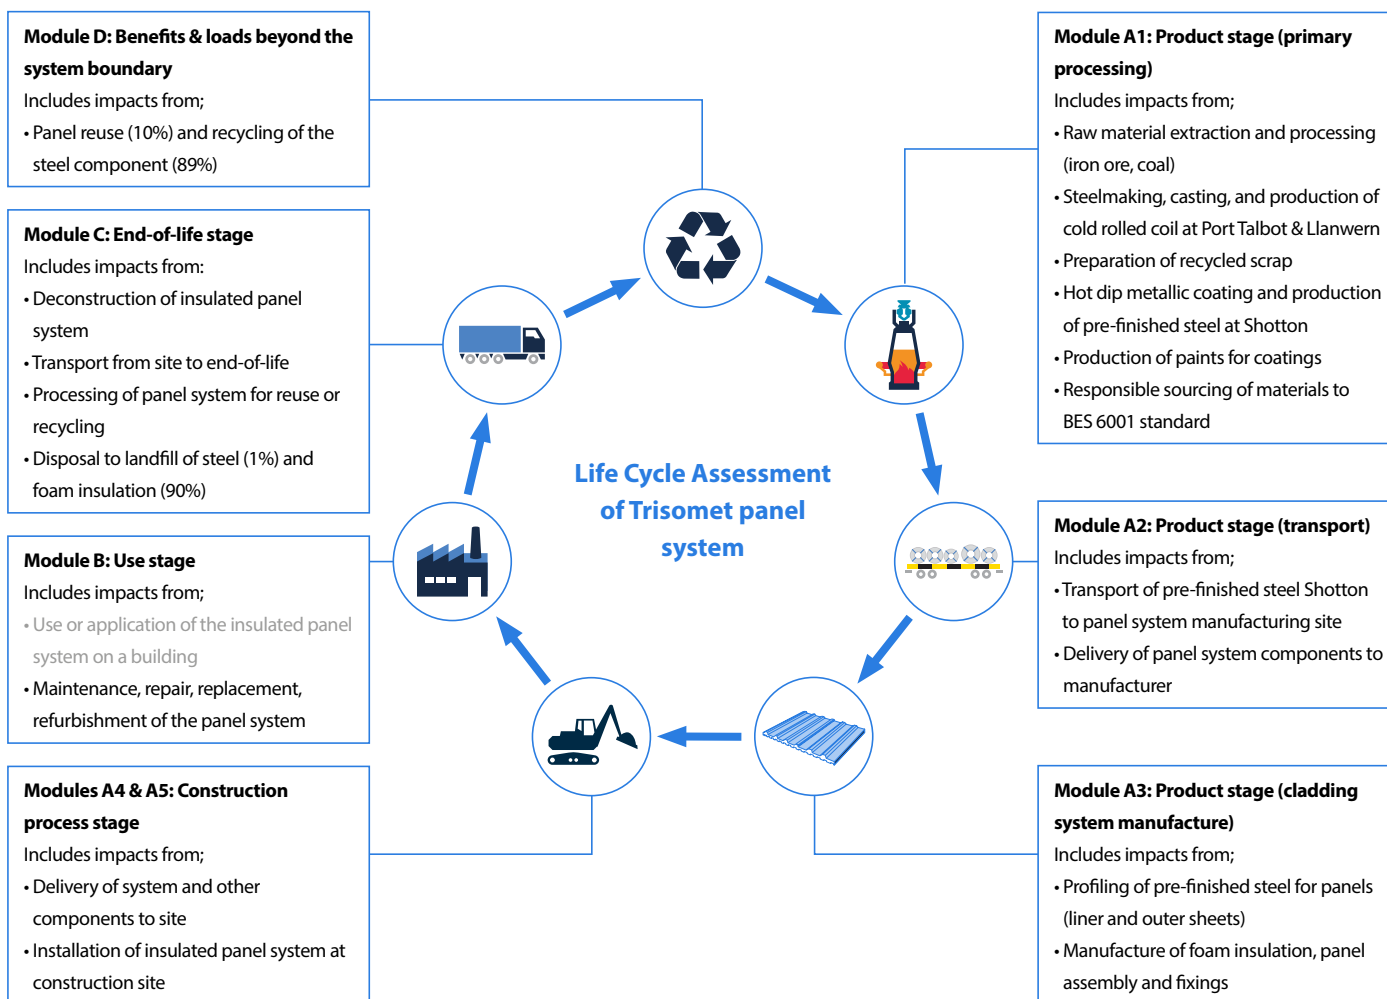 Module D: Benefits & loads beyond the
system boundary
Includes impacts from;
• Panel reuse (10%) and recycling of the
steel component (89%)
Module C: End-of-life stage
Includes impacts from:
• Deconstruction of insulated panel
system
• Transport from site to end-of-life
• Processing of panel system for reuse or
recycling
• Disposal to landfill of steel (1%) and
foam insulation (90%)
Module B: Use stage
Includes impacts from;
• Use or application of the insulated panel
system on a building
• Maintenance, repair, replacement,
refurbishment of the panel system
Modules A4 & A5: Construction
process stage
Includes impacts from;
• Delivery of system and other
components to site
• Installation of insulated panel system at
construction site
Life Cycle Assessment
of Trisomet panel
system
Module A1: Product stage (primary
processing)
Includes impacts from;
• Raw material extraction and processing
(iron ore, coal)
• Steelmaking, casting, and production of
cold rolled coil at Port Talbot & Llanwern
• Preparation of recycled scrap
• Hot dip metallic coating and production
of pre-finished steel at Shotton
• Production of paints for coatings
• Responsible sourcing of materials to
BES 6001 standard
Module A2: Product stage (transport)
Includes impacts from;
• Transport of pre-finished steel Shotton
to panel system manufacturing site
• Delivery of panel system components to
manufacturer
Module A3: Product stage (cladding
system manufacture)
Includes impacts from;
• Profiling of pre-finished steel for panels
(liner and outer sheets)
• Manufacture of foam insulation, panel
assembly and fixings